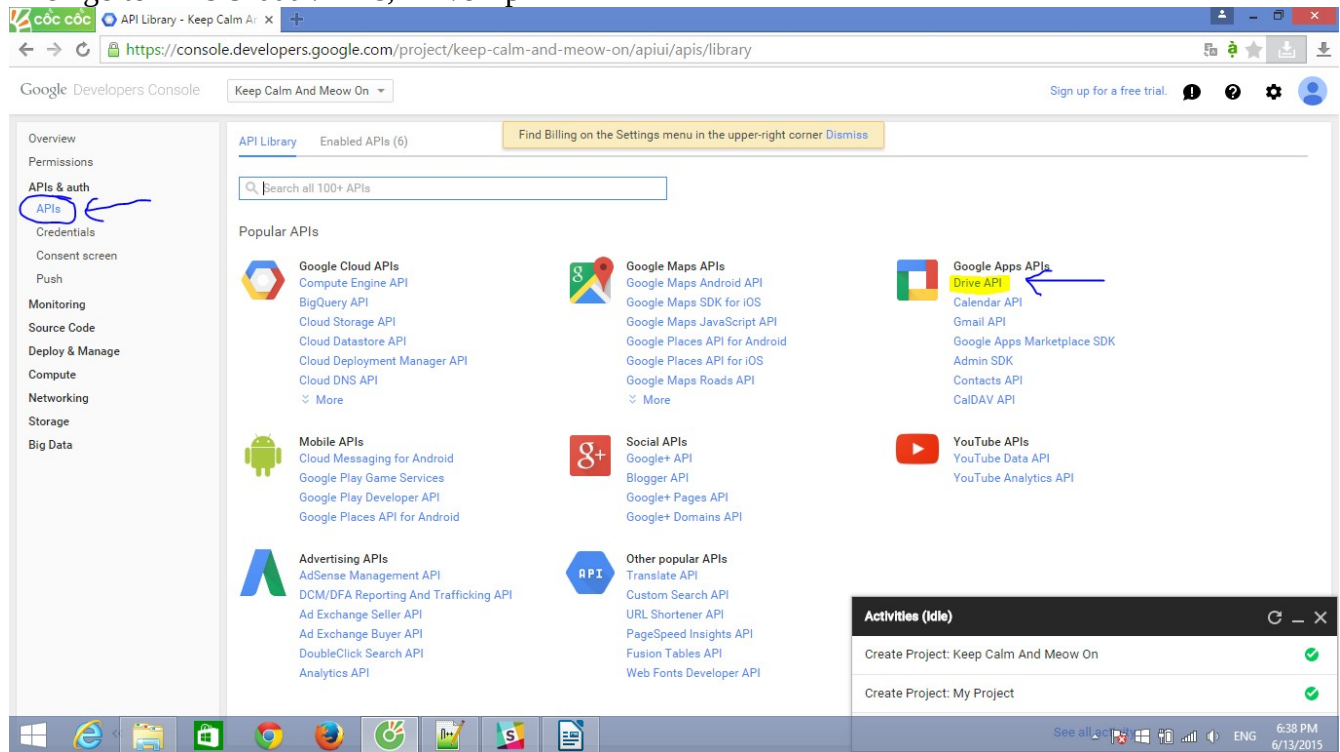 cốc cốc
API Library - Keep Calm Ar
https://console.developers.google.com/project/keep-calm-and-meow-on/apiui/apis/library
Google Developers Console
Keep Calm And Meow On
Sign up for a free trial.
Overview
Permissions
APIs & auth
APIs
Credentials
Consent screen
Push
Monitoring
Source Code
Deploy & Manage
Compute
Networking
Storage
Big Data
API Library
Enabled APIs (6)
Find Billing on the Settings menu in the upper-right corner Dismiss
Search all 100+ APIs
Popular APIs
Google Cloud APIs
Compute Engine API
BigQuery API
Cloud Storage API
Cloud Datastore API
Cloud Deployment Manager API
Cloud DNS API
More
Google Maps APIs
Google Maps Android API
Google Maps SDK for iOS
Google Maps JavaScript API
Google Places API for Android
Google Places API for iOS
Google Maps Roads API
More
Google Apps APIs
Drive API
Calendar API
Gmail API
Google Apps Marketplace SDK
Admin SDK
Contacts API
CalDAV API
Mobile APIs
Cloud Messaging for Android
Google Play Game Services
Google Play Developer API
Google Places API for Android
Social APIs
Google+ API
Blogger API
Google+ Pages API
Google+ Domains API
YouTube APIs
YouTube Data API
YouTube Analytics API
Advertising APIs
AdSense Management API
DCM/DFA Reporting And Trafficking API
Ad Exchange Seller API
Ad Exchange Buyer API
DoubleClick Search API
Analytics API
API
Other popular APIs
Translate API
Custom Search API
URL Shortener API
PageSpeed Insights API
Fusion Tables API
Web Fonts Developer API
Activities (Idle)
Create Project: Keep Calm And Meow On
Create Project: My Project
See all
ENG
6:38 PM
6/13/2015